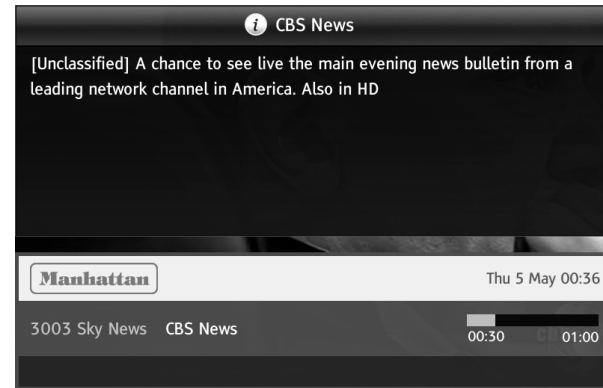 i CBS News
[Unclassified] A chance to see live the main evening news bulletin from a
leading network channel in America. Also in HD
Manhattan Thu 5 May 00:36
3003 Sky News CBS News
00:30 01:00